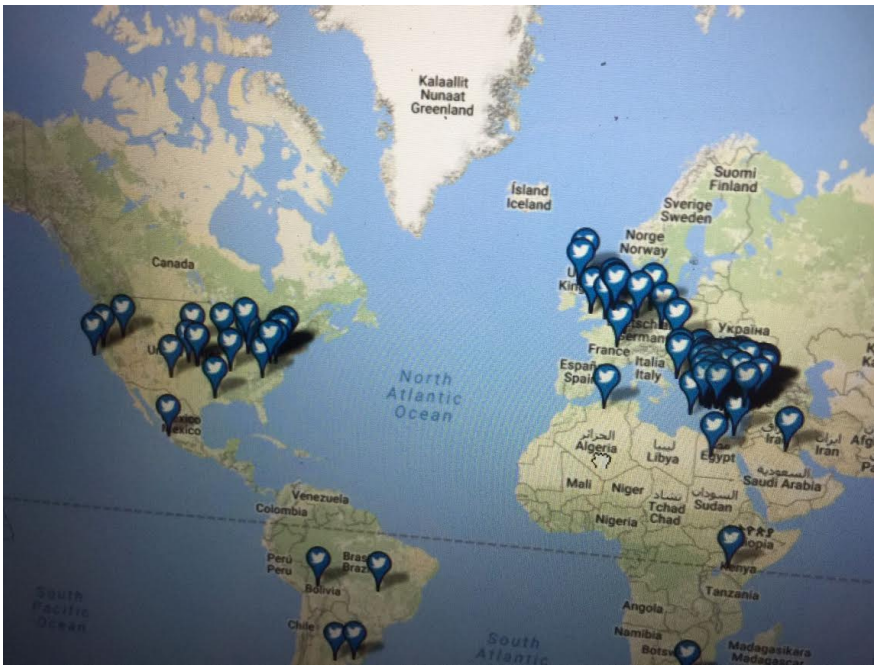 Kalaallit
Nunaat
Greenland
Suomi
Finland
Ísland
Iceland
Sverige
Sweden
Norge
Norway
Canada
Україна
France
Italia
Italy
Spain
North
Atlantic
Ocean
Mexico
الجزائر
Algeria
ليبيا
Libya
Egypt
ایران
Iran
السعودية
Saudi Arabia
Mali
Niger
تشاد
Tchad
Chad
السودان
Sudan
Nigeria
Venezuela
Colombia
Kenya
Perú
Peru
Bolivia
Tanzania
Angola
South
Pacific
Ocean
Chile
Namibia
South
Atlantic
Madagasikara
Madagascar